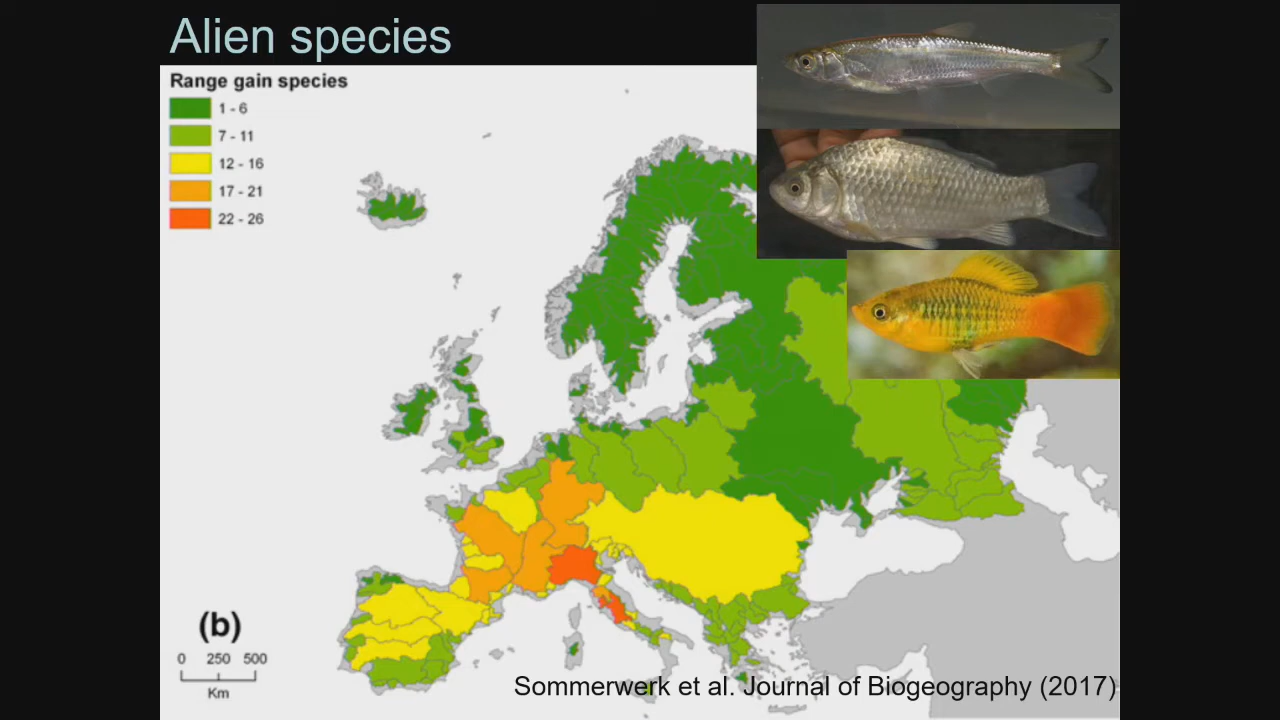 Alien species
Range gain species
1 - 6
7 - 11
12 - 16
17 - 21
22 - 26
(b)
0 250 500
Km
Sommerwerk et al. Journal of Biogeography (2017)